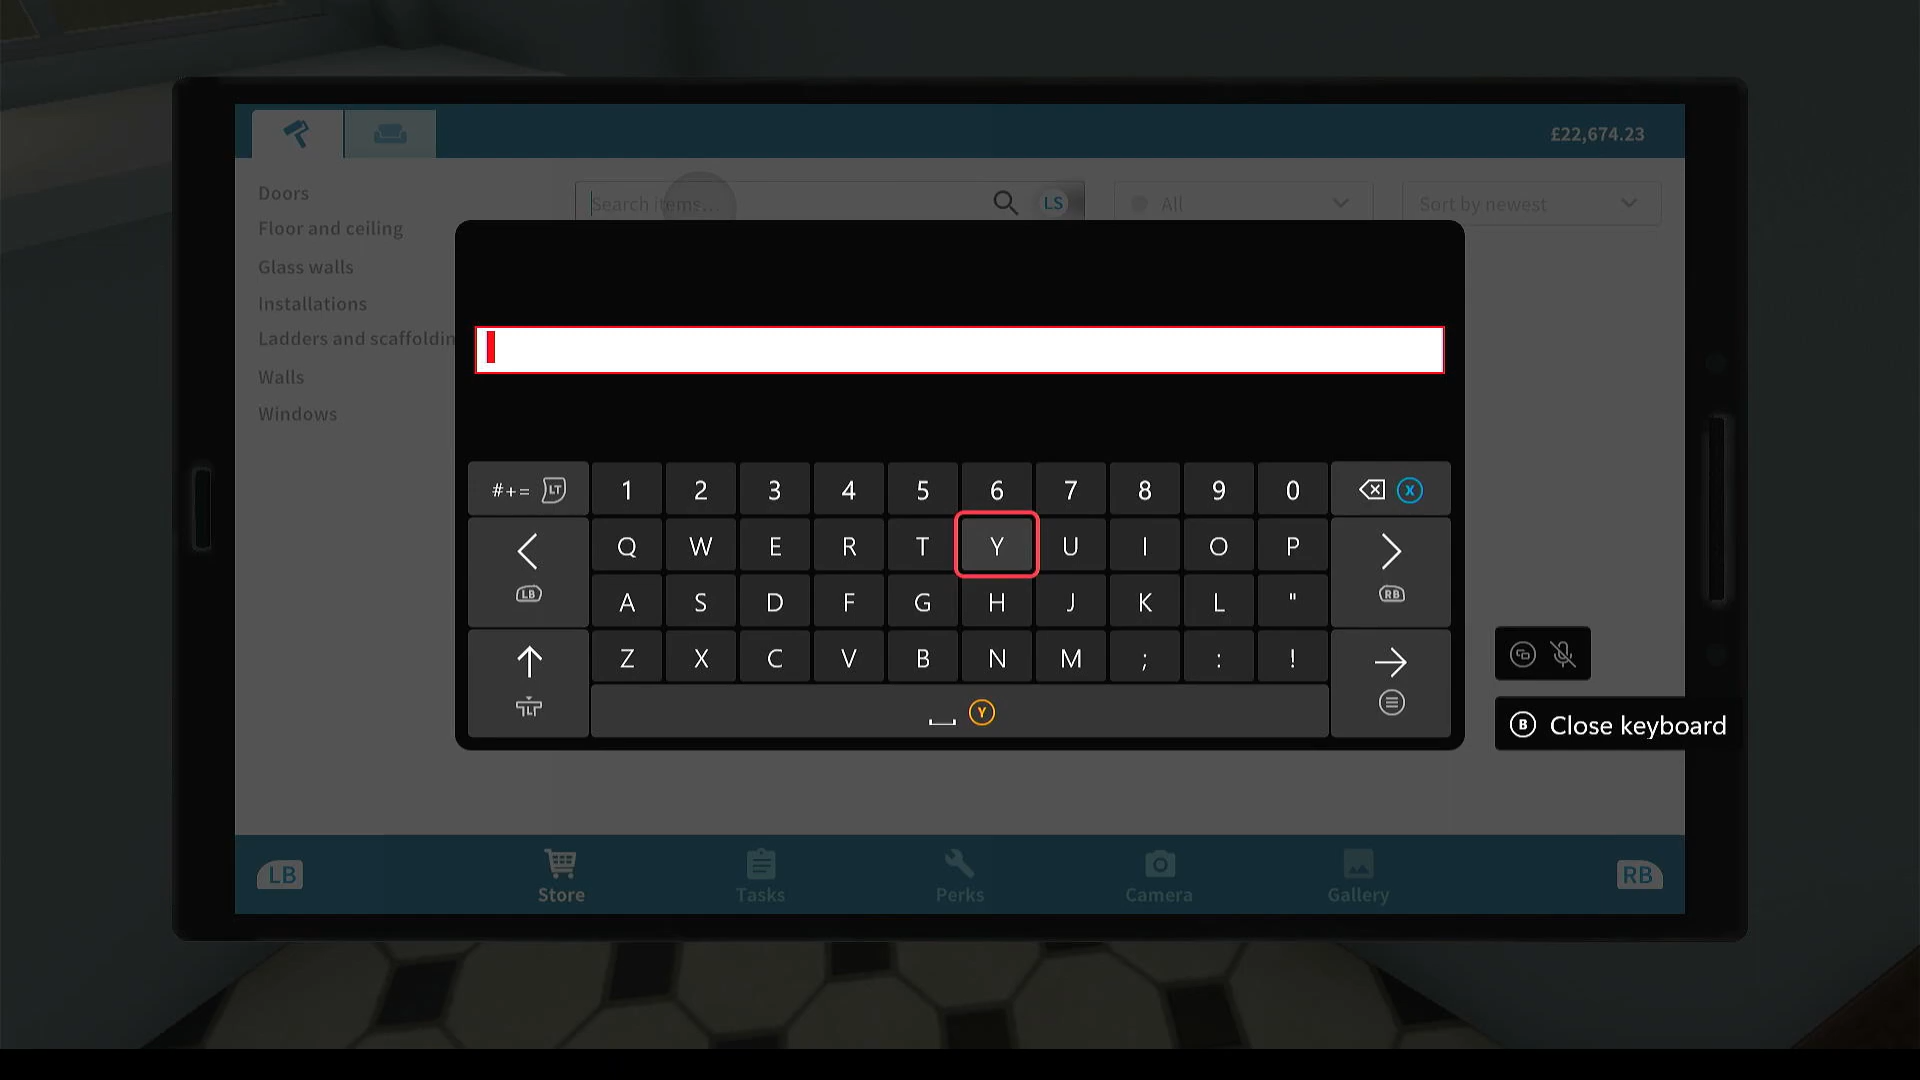 £22,674.23
Doors
Search items...
LS
All
Sort by newest
Floor and ceiling
Glass walls
Installations
Ladders and scaffoldin
Walls
Windows
#+= LT 1 2 3 4 5 6 7 8 9 0 X
Q W E R T Y U I O P
LB A S D F G H J K L " RB
Z X C V B N M ; : !
LT Y
B Close keyboard
LB Store Tasks Perks Camera Gallery RB